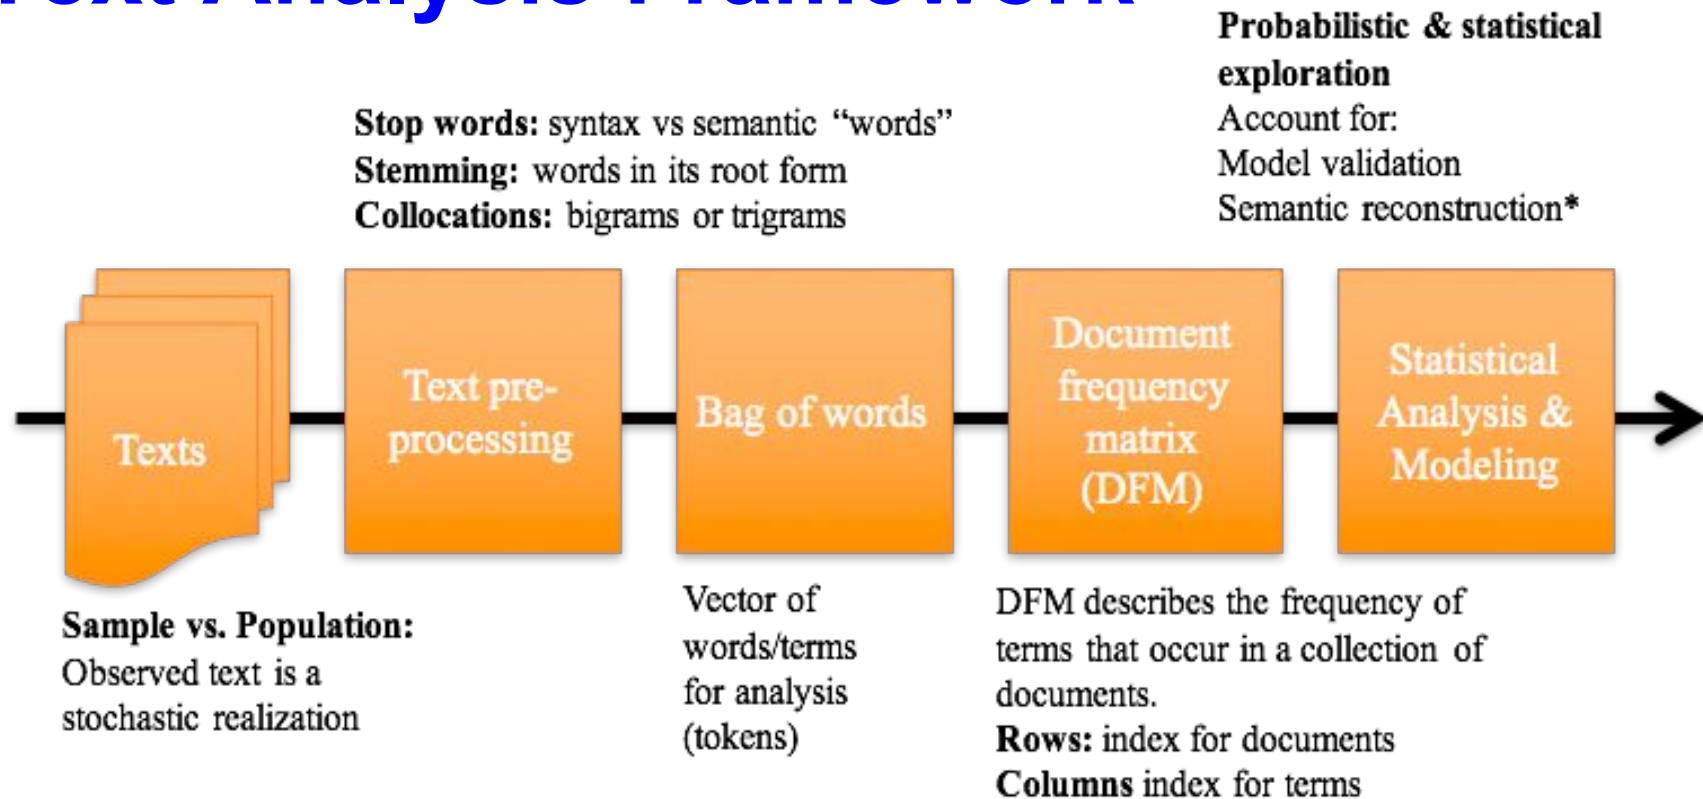 Text Analysis Framework
Probabilistic & statistical
exploration
Account for:
Model validation
Semantic reconstruction*
Stop words: syntax vs semantic “words”
Stemming: words in its root form
Collocations: bigrams or trigrams
Texts
Text pre-
processing
Bag of words
Document
frequency
matrix
(DFM)
Statistical
Analysis &
Modeling
Sample vs. Population:
Observed text is a
stochastic realization
Vector of
words/terms
for analysis
(tokens)
DFM describes the frequency of
terms that occur in a collection of
documents.
Rows: index for documents
Columns index for terms